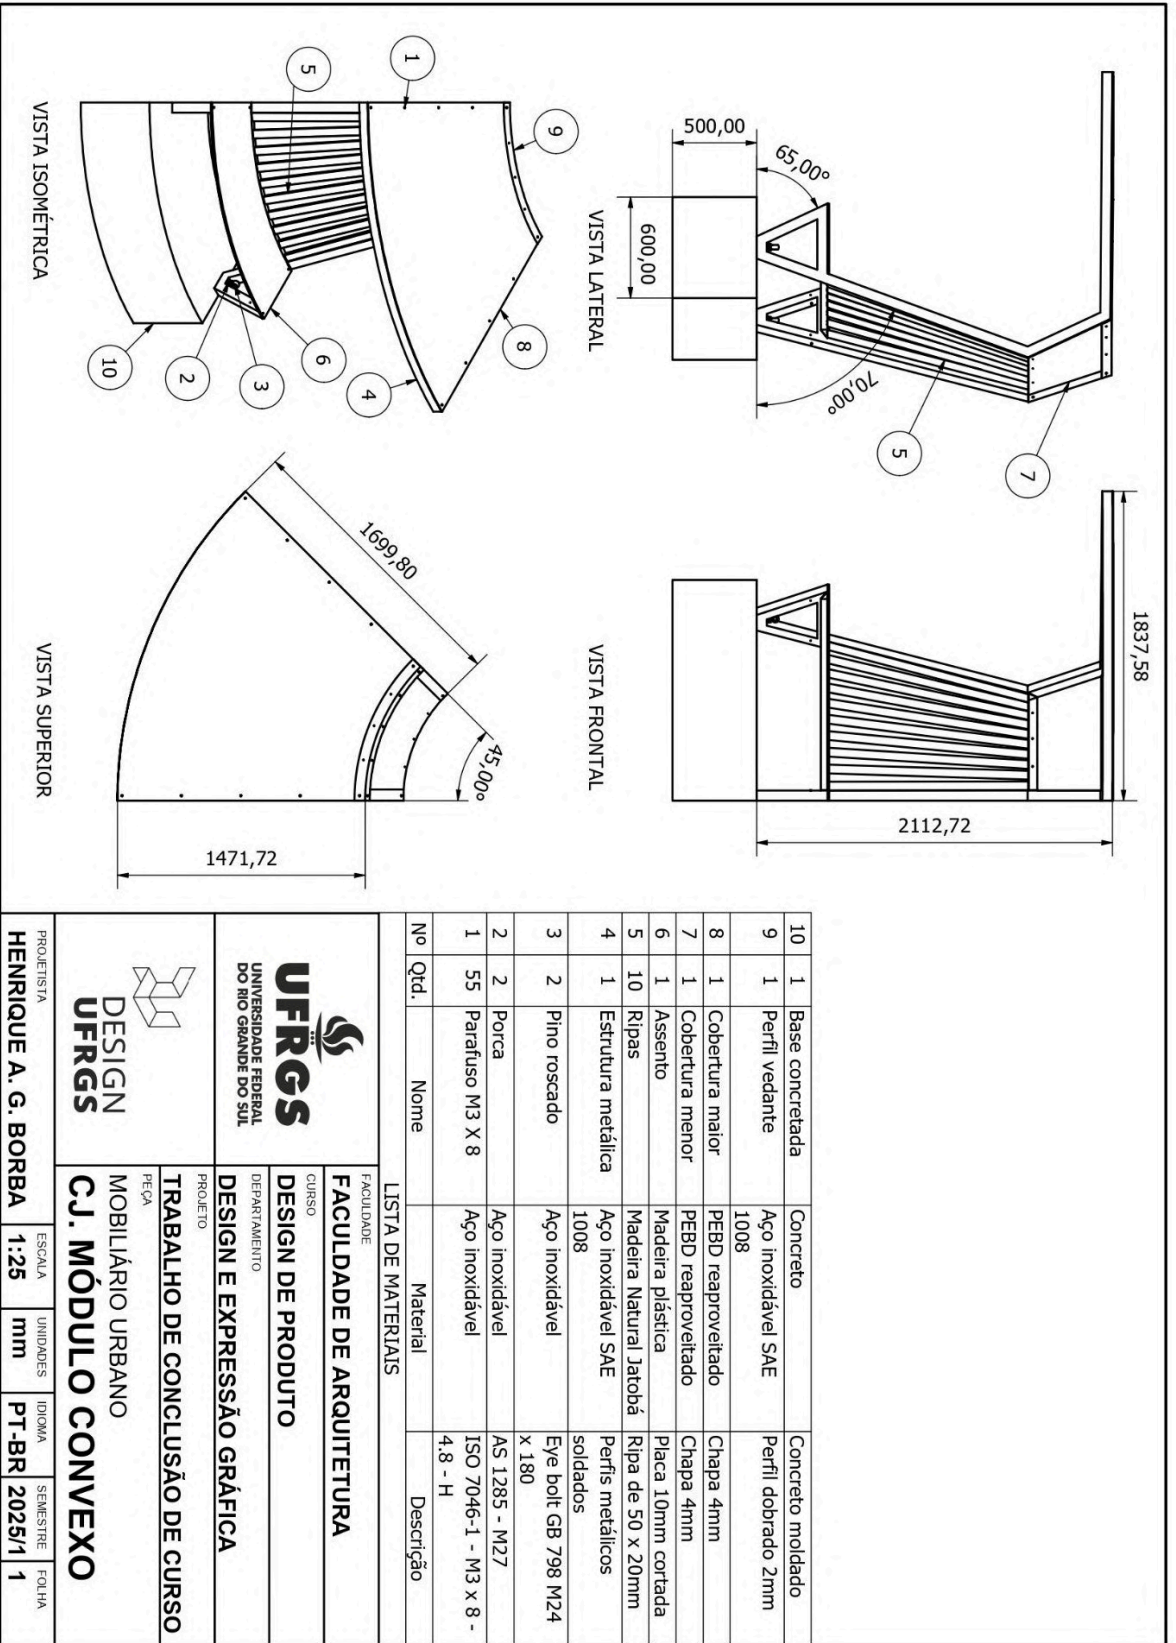 1
5
9
8
4
6
3
2
10
VISTA ISOMÉTRICA
500,00
600,00
65,00°
70,00°
5
7
VISTA LATERAL
1699,80
45,00°
1471,72
VISTA SUPERIOR
1837,58
2112,72
VISTA FRONTAL
10 1 Base concretada Concreto Concreto moldado
9 1 Perfil vedante Aço inoxidável SAE 1008 Perfil dobrado 2mm
8 1 Cobertura maior PEBD reaproveitado Chapa 4mm
7 1 Cobertura menor PEBD reaproveitado Chapa 4mm
6 1 Assento Madeira plástica Placa 10mm cortada
5 10 Ripas Madeira Natural Jatobá Ripa de 50 x 20mm
4 1 Estrutura metálica Aço inoxidável SAE 1008 Perfis metálicos soldados
3 2 Pino roscado Aço inoxidável Eye bolt GB 798 M24 x 180
2 2 Porca Aço inoxidável AS 1285 - M27
1 55 Parafuso M3 X 8 Aço inoxidável ISO 7046-1 - M3 x 8 - 4.8 - H
Nº Qtd. Nome Material Descrição
LISTA DE MATERIAIS
UFRGS
UNIVERSIDADE FEDERAL
DO RIO GRANDE DO SUL
FACULDADE
FACULDADE DE ARQUITETURA
CURSO
DESIGN DE PRODUTO
DEPARTAMENTO
DESIGN E EXPRESSÃO GRÁFICA
PROJETO
TRABALHO DE CONCLUSÃO DE CURSO
DESIGN
UFRGS
PEÇA
MOBILIÁRIO URBANO
CJ. MÓDULO CONVEXO
PROJETISTA
HENRIQUE A. G. BORBA
ESCALA
1:25
UNIDADES
mm
IDIOMA
PT-BR
SEMESTRE
2025/1
FOLHA
1